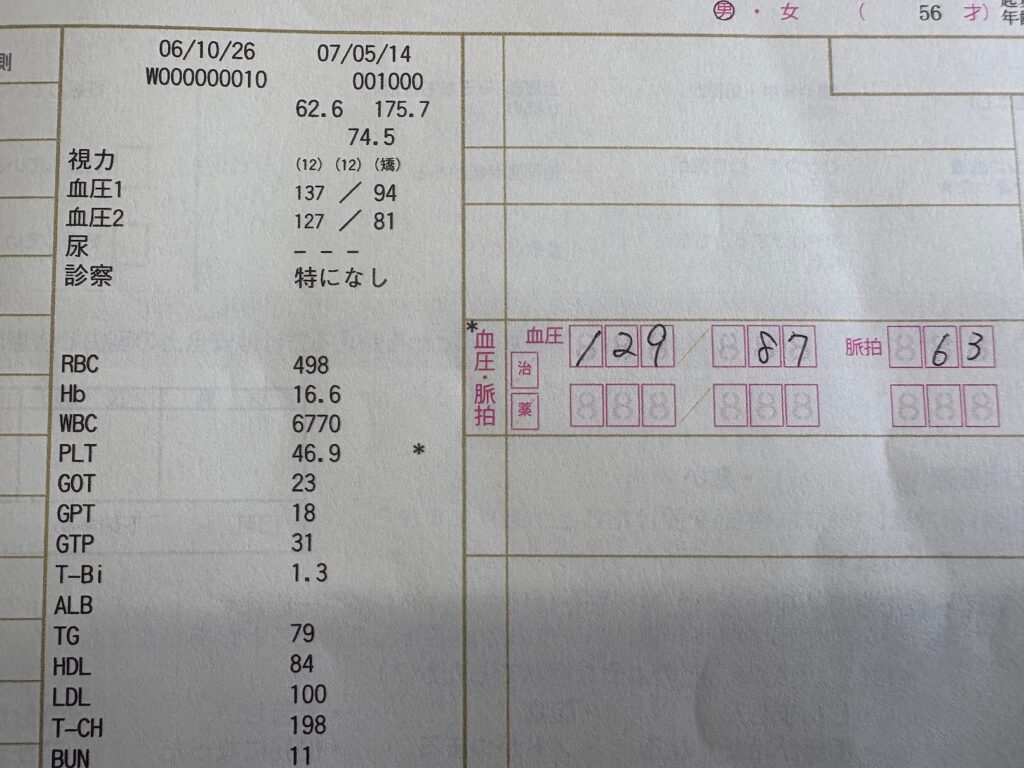 男 ・ 女 ( 56 才)
年齢
測
06/10/26 07/05/14
W000000010 001000
62.6 175.7
74.5
視力 (12) (12) (矯)
血圧1 137 / 94
血圧2 127 / 81
尿 - - -
診察 特になし
RBC 498
Hb 16.6
WBC 6770
PLT 46.9 *
GOT 23
GPT 18
GTP 31
T-Bi 1.3
ALB
TG 79
HDL 84
LDL 100
T-CH 198
BUN 11
*血圧・脈拍
治
薬
血圧 129 / 87 脈拍 63